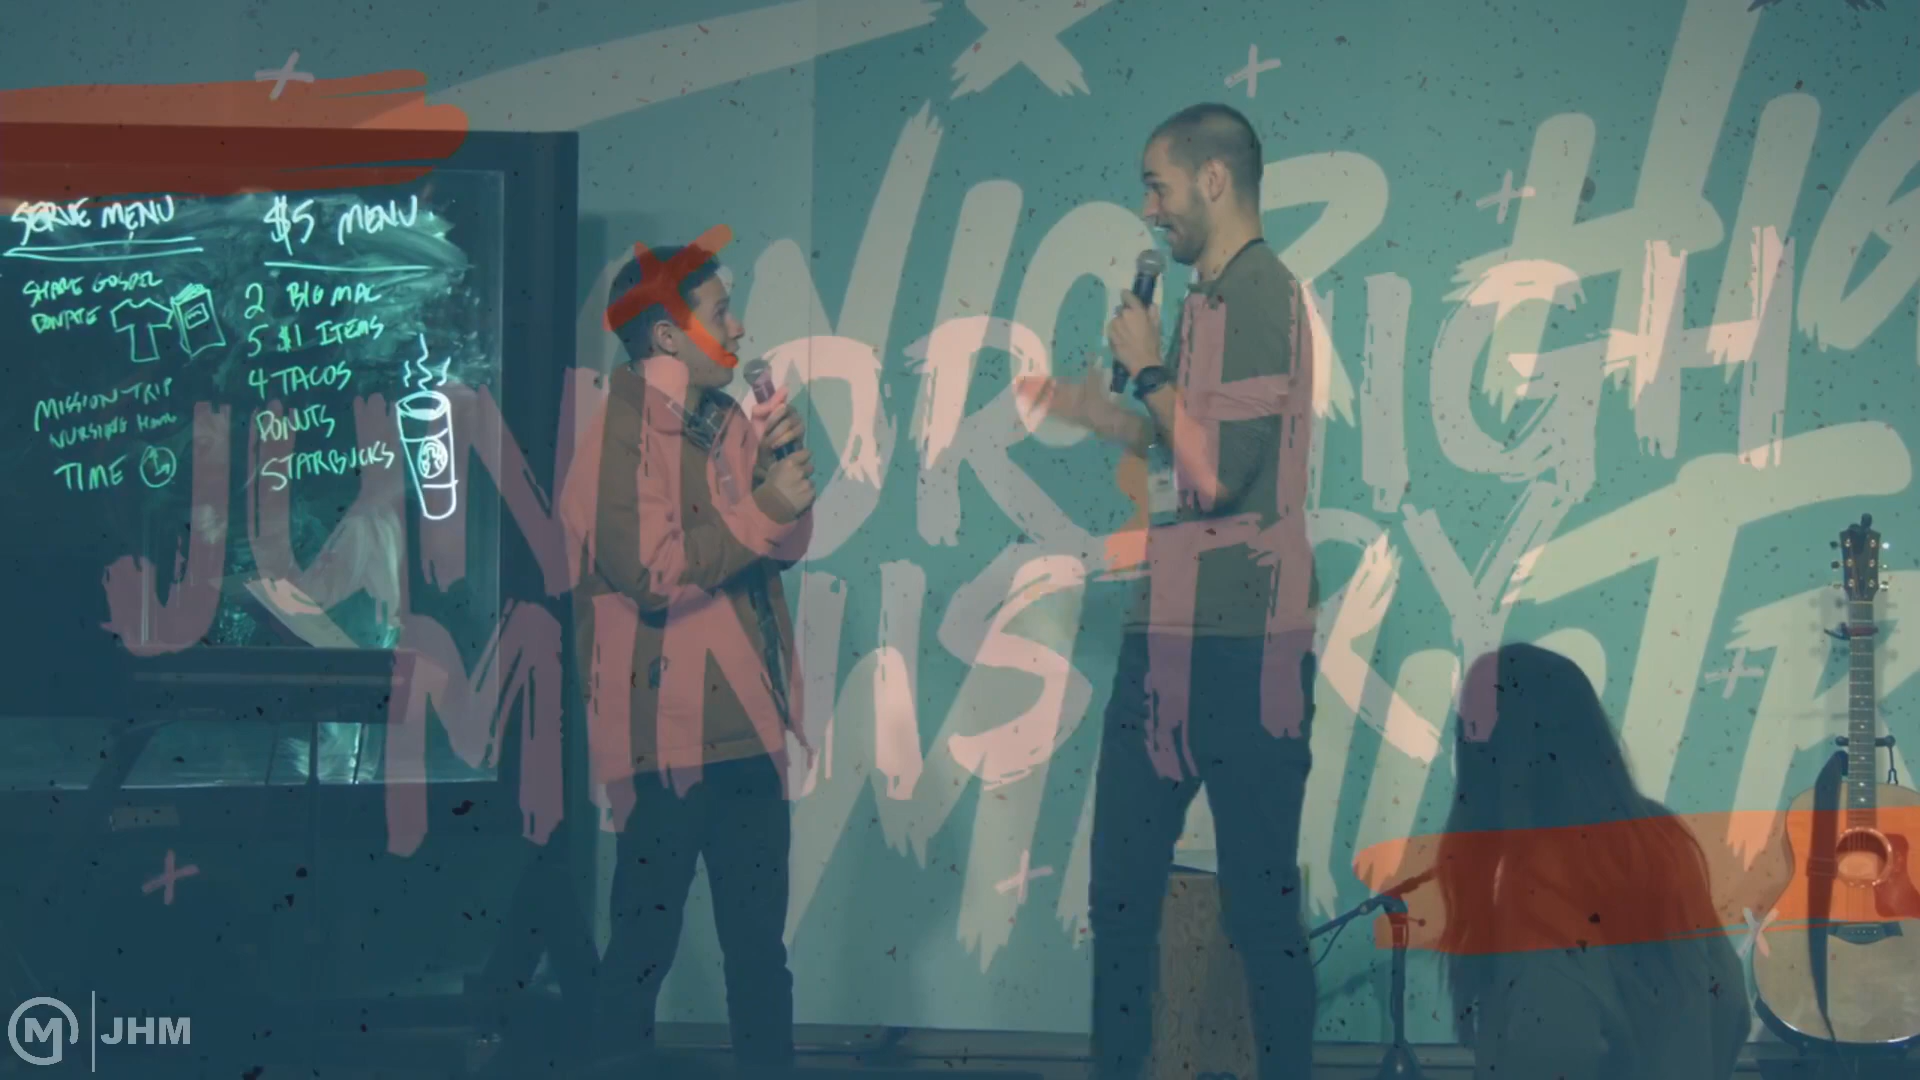 SERVE MENU
SHARE GOSPEL
DONATE
MISSION-TRIP
NURSING HOME
TIME
$5 MENU
2 BIG MAC
5 $1 ITEMS
4 TACOS
DONUTS
STARBUCKS
JUNIOR HIGH
MINISTRY
M JHM